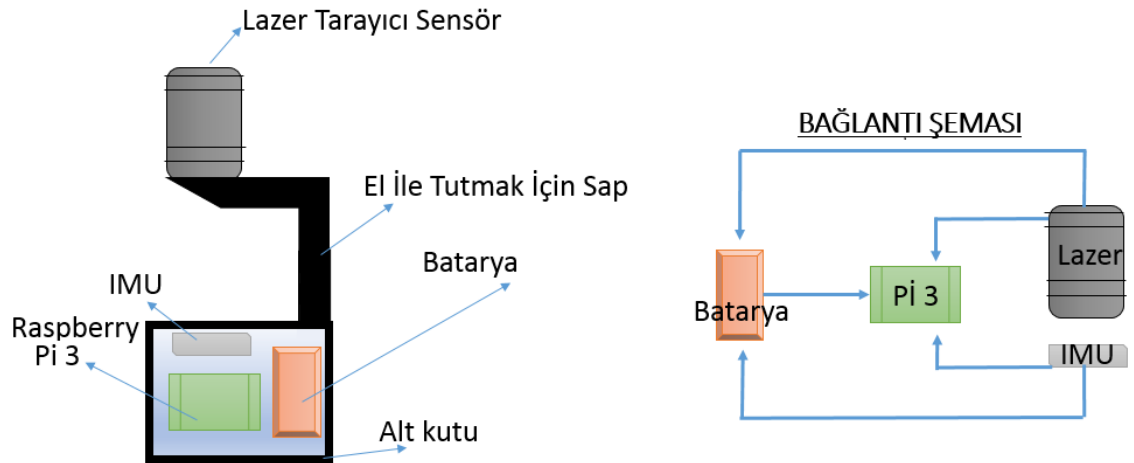 Lazer Tarayıcı Sensör
El İle Tutmak İçin Sap
Batarya
IMU
Raspberry
Pi 3
Alt kutu
BAĞLANTI ŞEMASI
Lazer
Pİ 3
Batarya
IMU